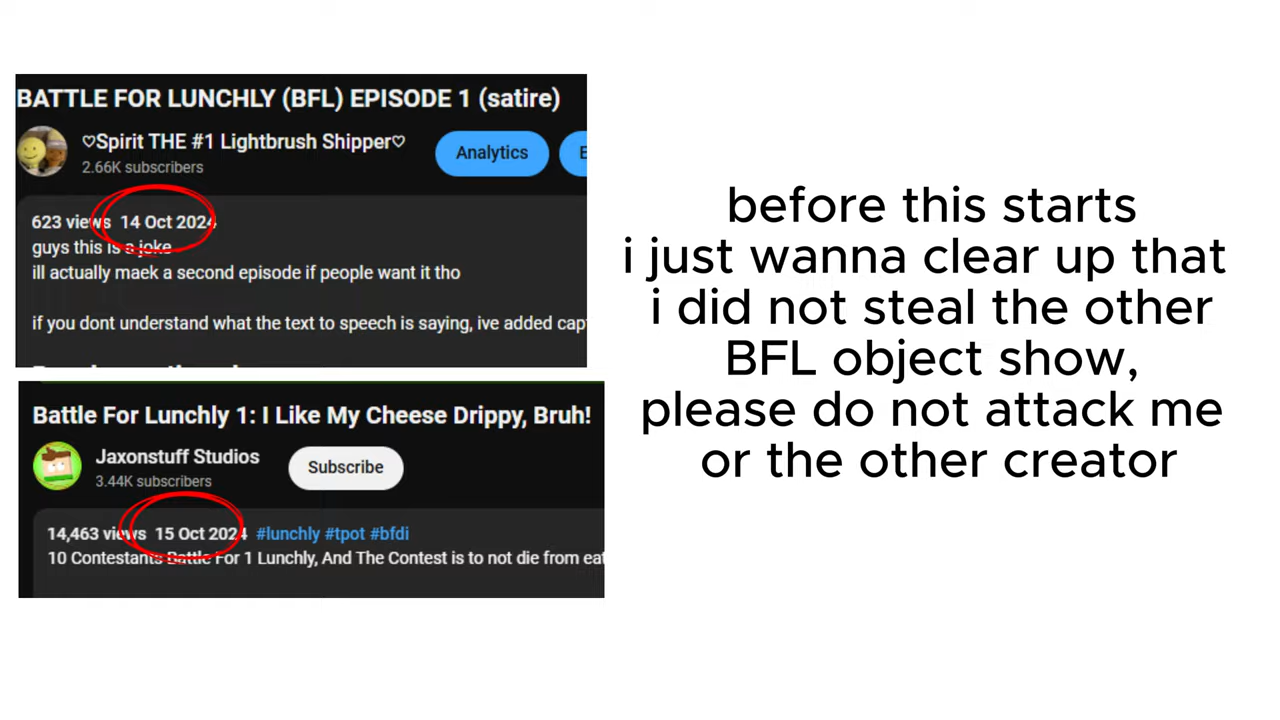 BATTLE FOR LUNCHLY (BFL) EPISODE 1 (satire)
♡Spirit THE #1 Lightbrush Shipper♡
Analytics
2.66K subscribers
623 views 14 Oct 2024
guys this is a joke
ill actually maek a second episode if people want it tho
if you dont understand what the text to speech is saying, ive added
Battle For Lunchly 1: I Like My Cheese Drippy, Bruh!
Jaxonstuff Studios
Subscribe
3.44K subscribers
14,463 views 15 Oct 2024 #lunchly #tpot #bfdi
10 Contestants Battle For 1 Lunchly, And The Contest is to not die from
before this starts
i just wanna clear up that
i did not steal the other
BFL object show,
please do not attack me
or the other creator